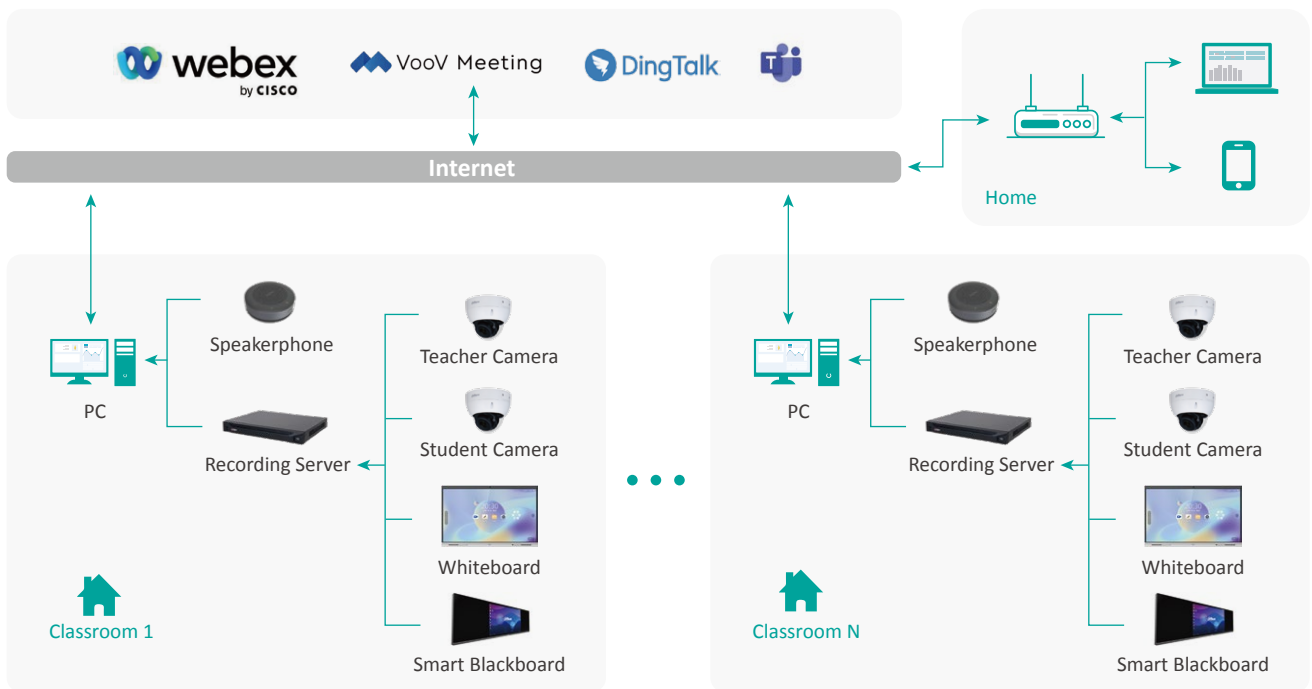 webex
by CISCO
VooV Meeting
DingTalk
T
Internet
Home
Speakerphone
Teacher Camera
PC
Student Camera
Recording Server
Whiteboard
Classroom 1
Smart Blackboard
Speakerphone
Teacher Camera
PC
Student Camera
Recording Server
Whiteboard
Classroom N
Smart Blackboard